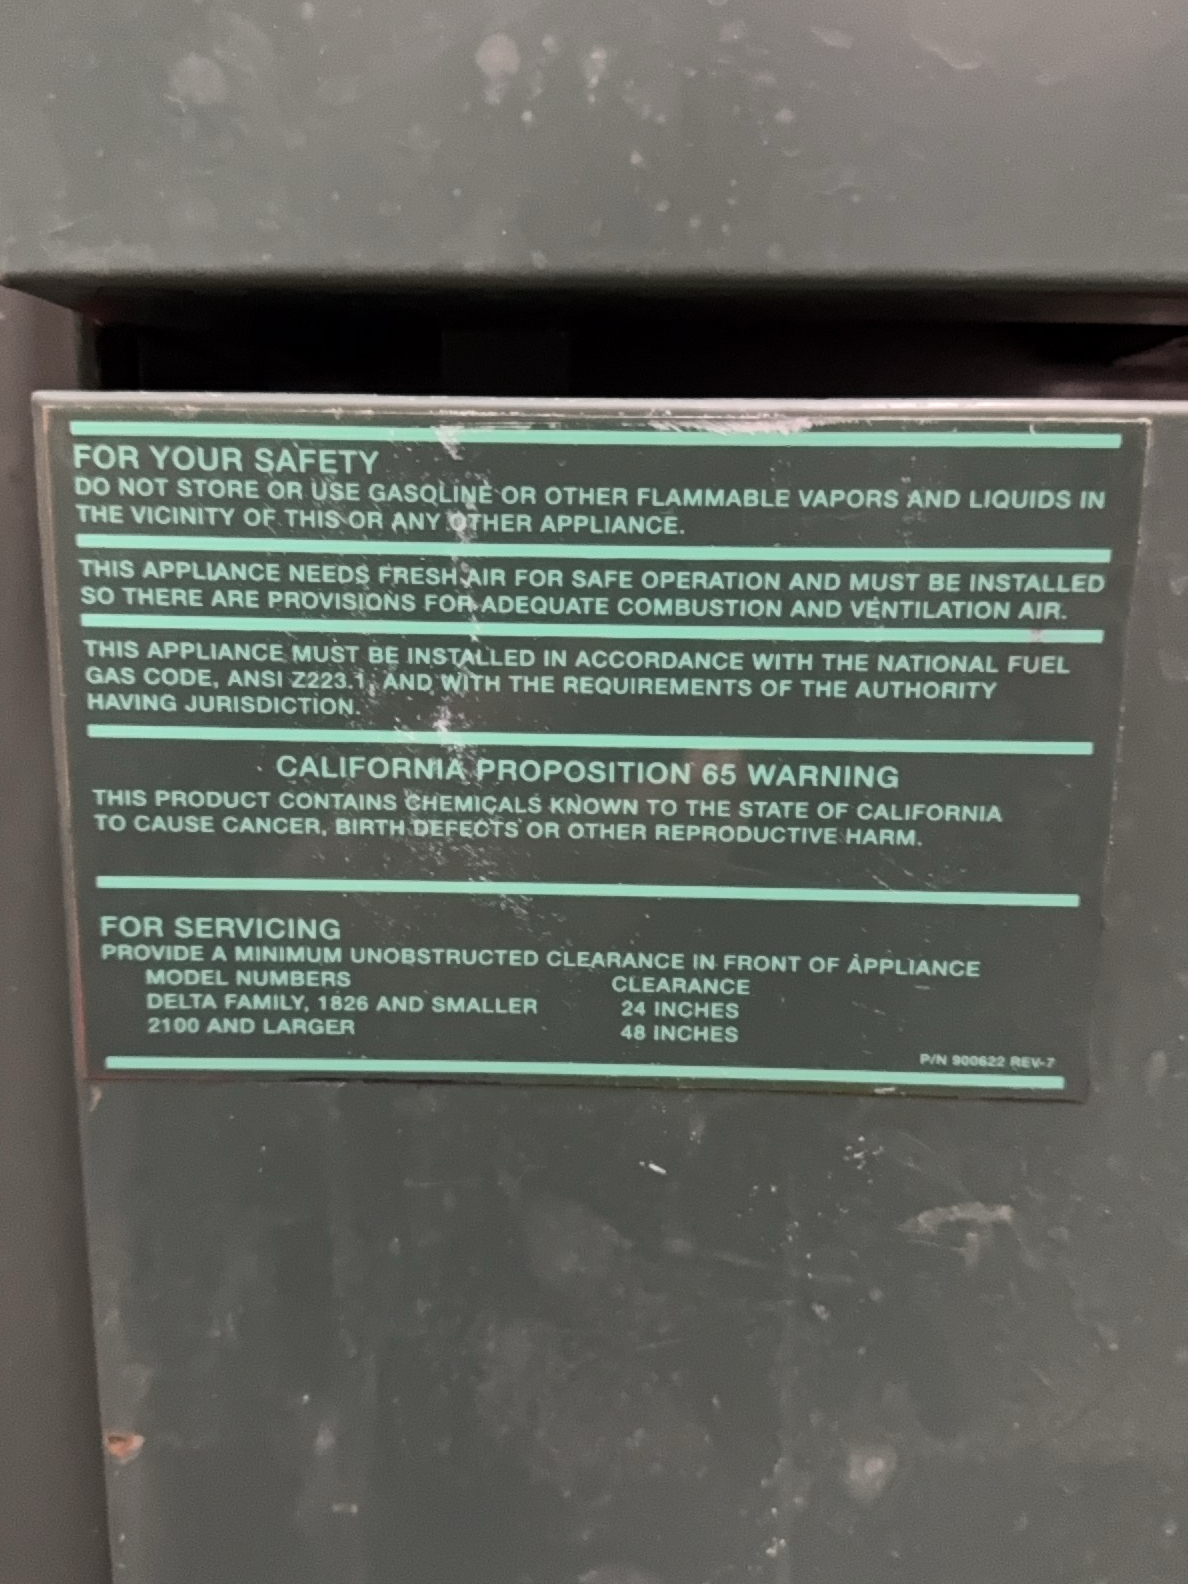 FOR YOUR SAFETY
DO NOT STORE OR USE GASOLINE OR OTHER FLAMMABLE VAPORS AND LIQUIDS IN
THE VICINITY OF THIS OR ANY OTHER APPLIANCE.
THIS APPLIANCE NEEDS FRESH AIR FOR SAFE OPERATION AND MUST BE INSTALLED
SO THERE ARE PROVISIONS FOR ADEQUATE COMBUSTION AND VENTILATION AIR.
THIS APPLIANCE MUST BE INSTALLED IN ACCORDANCE WITH THE NATIONAL FUEL
GAS CODE, ANSI Z223.1, AND WITH THE REQUIREMENTS OF THE AUTHORITY
HAVING JURISDICTION.
CALIFORNIA PROPOSITION 65 WARNING
THIS PRODUCT CONTAINS CHEMICALS KNOWN TO THE STATE OF CALIFORNIA
TO CAUSE CANCER, BIRTH DEFECTS OR OTHER REPRODUCTIVE HARM.
FOR SERVICING
PROVIDE A MINIMUM UNOBSTRUCTED CLEARANCE IN FRONT OF APPLIANCE
MODEL NUMBERS CLEARANCE
DELTA FAMILY, 1826 AND SMALLER 24 INCHES
2100 AND LARGER 48 INCHES
P/N 900622 REV-7